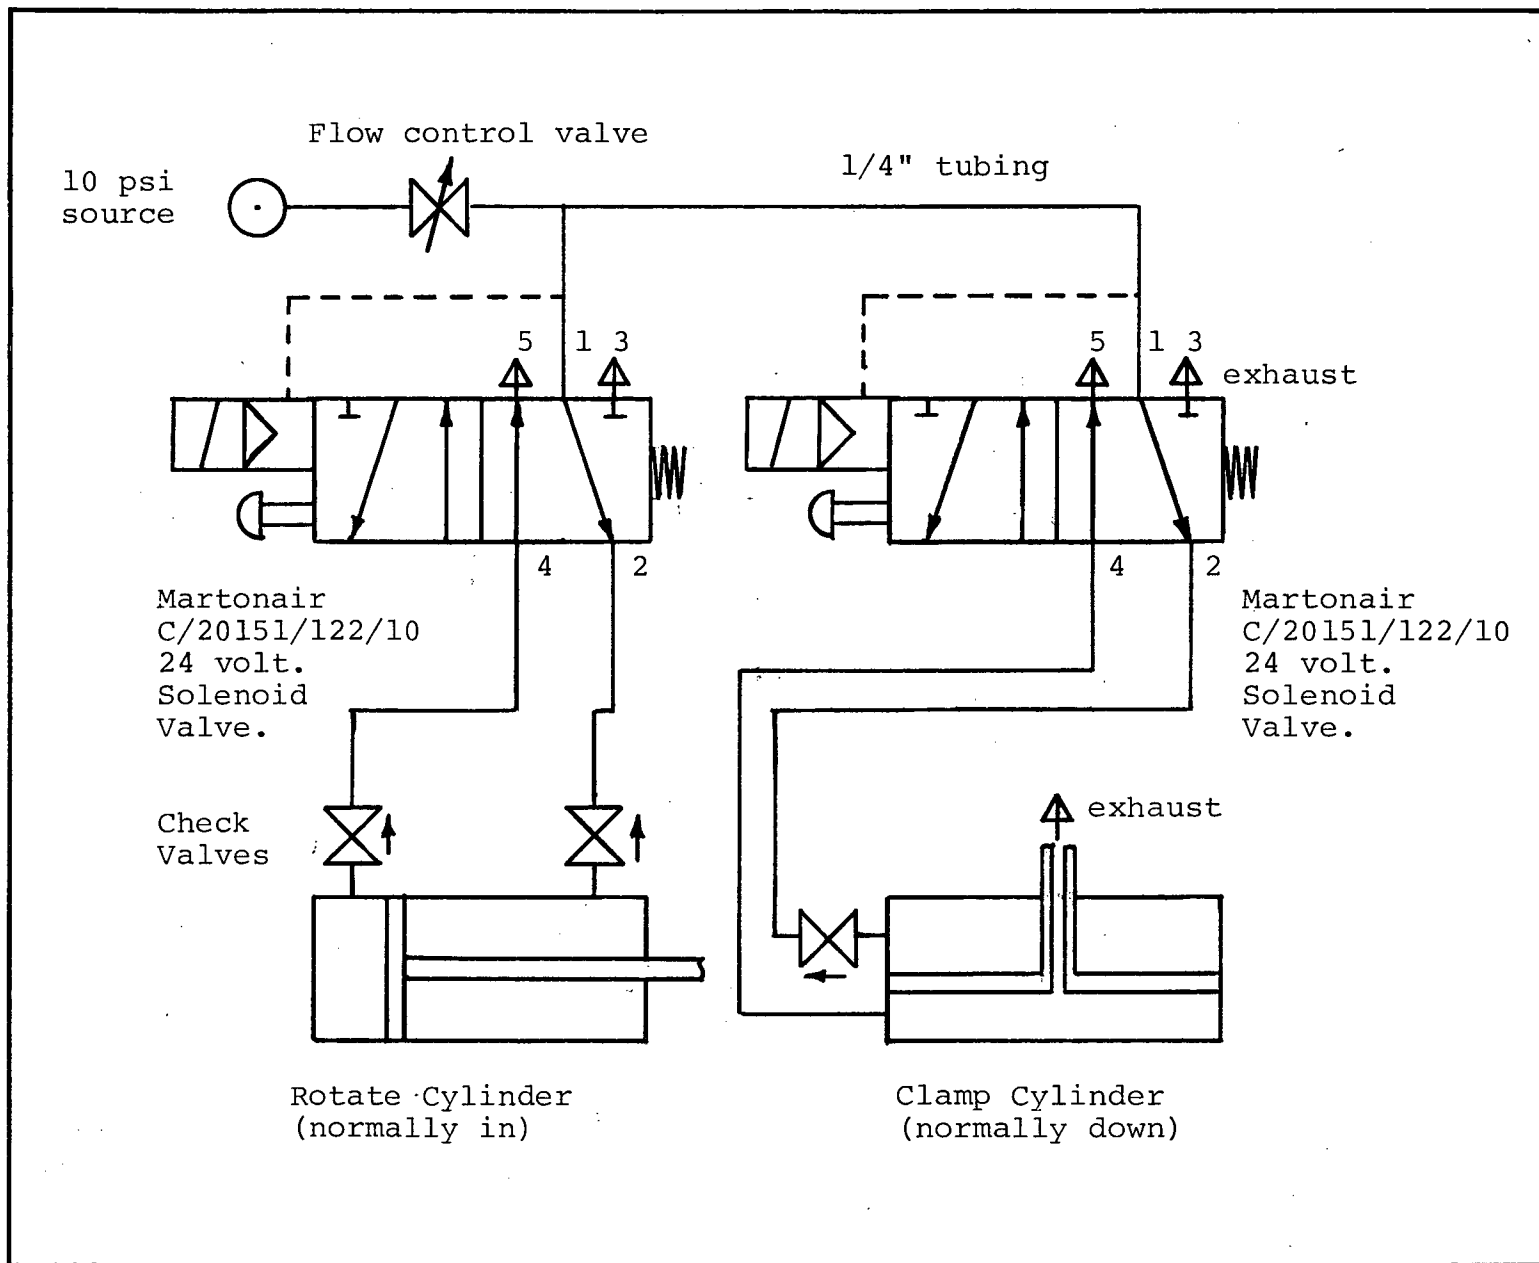 Flow control valve
10 psi
source
1/4" tubing
5 1 3
5 1 3
exhaust
4 2
4 2
Martonair
C/20151/122/10
24 volt.
Solenoid
Valve.
Martonair
C/20151/122/10
24 volt.
Solenoid
Valve.
Check
Valves
exhaust
Rotate Cylinder
(normally in)
Clamp Cylinder
(normally down)